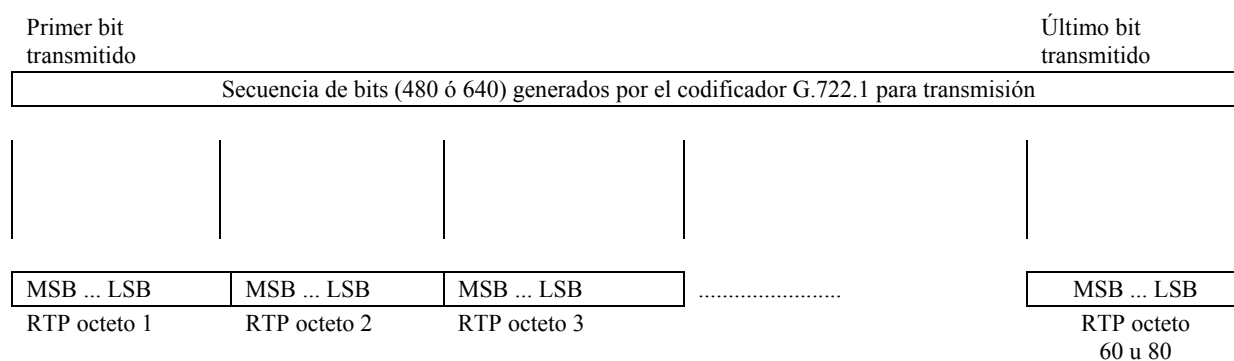 Primer bit Último bit
transmitido transmitido
Secuencia de bits (480 ó 640) generados por el codificador G.722.1 para transmisión
MSB ... LSB MSB ... LSB MSB ... LSB ........................ MSB ... LSB
RTP octeto 1 RTP octeto 2 RTP octeto 3 RTP octeto
60 u 80